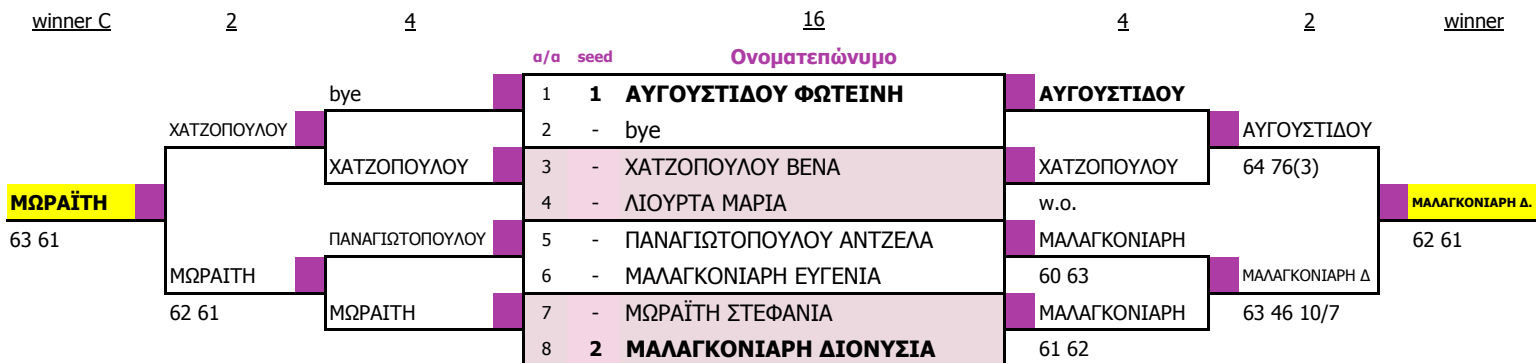 winner C 2 4 16 4 2 winner
α/α seed Ονοματεπώνυμο
bye 1 1 ΑΥΓΟΥΣΤΙΔΟΥ ΦΩΤΕΙΝΗ ΑΥΓΟΥΣΤΙΔΟΥ
ΧΑΤΖΟΠΟΥΛΟΥ 2 - bye ΑΥΓΟΥΣΤΙΔΟΥ
ΧΑΤΖΟΠΟΥΛΟΥ 3 - ΧΑΤΖΟΠΟΥΛΟΥ ΒΕΝΑ ΧΑΤΖΟΠΟΥΛΟΥ 64 76(3)
ΜΩΡΑΪΤΗ 4 - ΛΙΟΥΡΤΑ ΜΑΡΙΑ w.o. ΜΑΛΑΓΚΟΝΙΑΡΗ Δ.
63 61 ΠΑΝΑΓΙΩΤΟΠΟΥΛΟΥ 5 - ΠΑΝΑΓΙΩΤΟΠΟΥΛΟΥ ΑΝΤΖΕΛΑ ΜΑΛΑΓΚΟΝΙΑΡΗ 62 61
ΜΩΡΑΙΤΗ 6 - ΜΑΛΑΓΚΟΝΙΑΡΗ ΕΥΓΕΝΙΑ 60 63 ΜΑΛΑΓΚΟΝΙΑΡΗ Δ
62 61 ΜΩΡΑΙΤΗ 7 - ΜΩΡΑΪΤΗ ΣΤΕΦΑΝΙΑ ΜΑΛΑΓΚΟΝΙΑΡΗ 63 46 10/7
8 2 ΜΑΛΑΓΚΟΝΙΑΡΗ ΔΙΟΝΥΣΙΑ 61 62